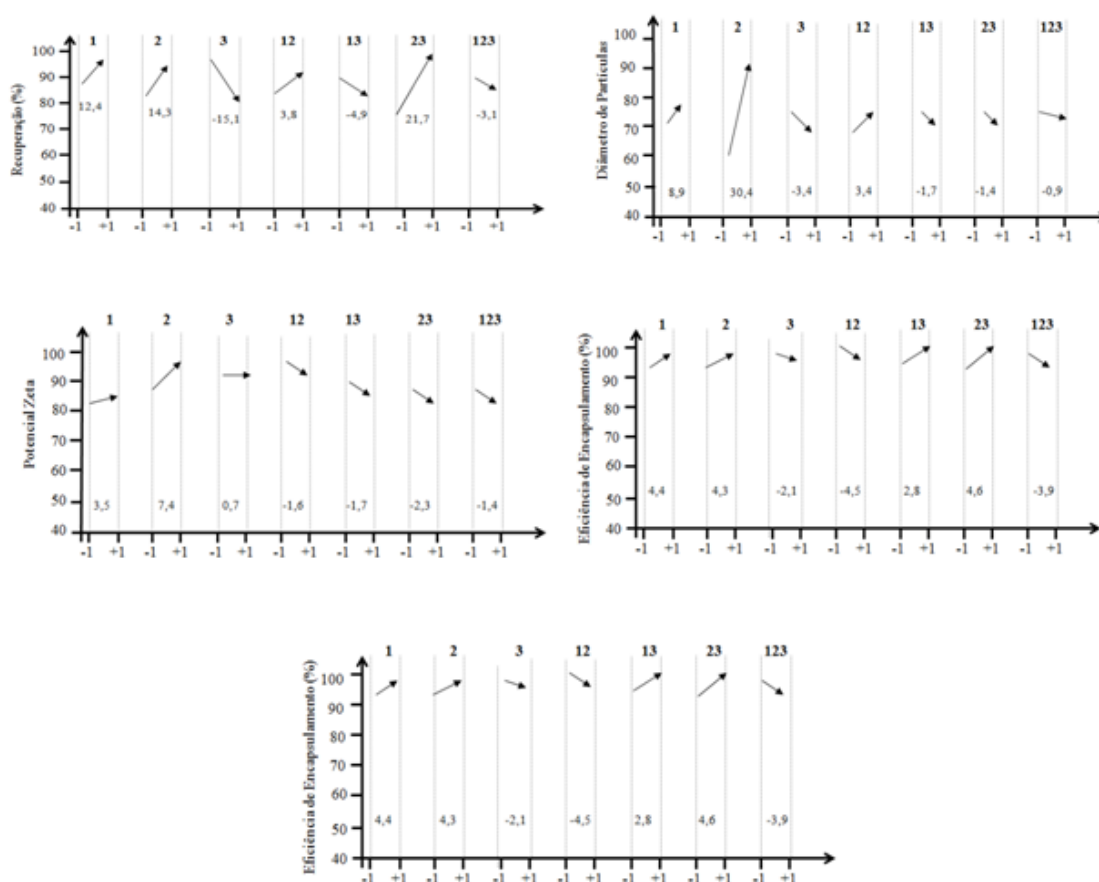 1 2 3 12 13 23 123
Recuperação (%)
100
90
80
70
60
50
40
12,4 14,3 -15,1 3,8 -4,9 21,7 -3,1
-1 +1 -1 +1 -1 +1 -1 +1 -1 +1 -1 +1 -1 +1
1 2 3 12 13 23 123
Diâmetro de Partículas
100
90
80
70
60
50
40
8,9 30,4 -3,4 3,4 -1,7 -1,4 -0,9
-1 +1 -1 +1 -1 +1 -1 +1 -1 +1 -1 +1 -1 +1
1 2 3 12 13 23 123
Potencial Zeta
100
90
80
70
60
50
40
3,5 7,4 0,7 -1,6 -1,7 -2,3 -1,4
-1 +1 -1 +1 -1 +1 -1 +1 -1 +1 -1 +1 -1 +1
1 2 3 12 13 23 123
Eficiência de Encapsulamento (%)
100
90
80
70
60
50
40
4,4 4,3 -2,1 -4,5 2,8 4,6 -3,9
-1 +1 -1 +1 -1 +1 -1 +1 -1 +1 -1 +1 -1 +1
1 2 3 12 13 23 123
Eficiência de Encapsulamento (%)
100
90
80
70
60
50
40
4,4 4,3 -2,1 -4,5 2,8 4,6 -3,9
-1 +1 -1 +1 -1 +1 -1 +1 -1 +1 -1 +1 -1 +1